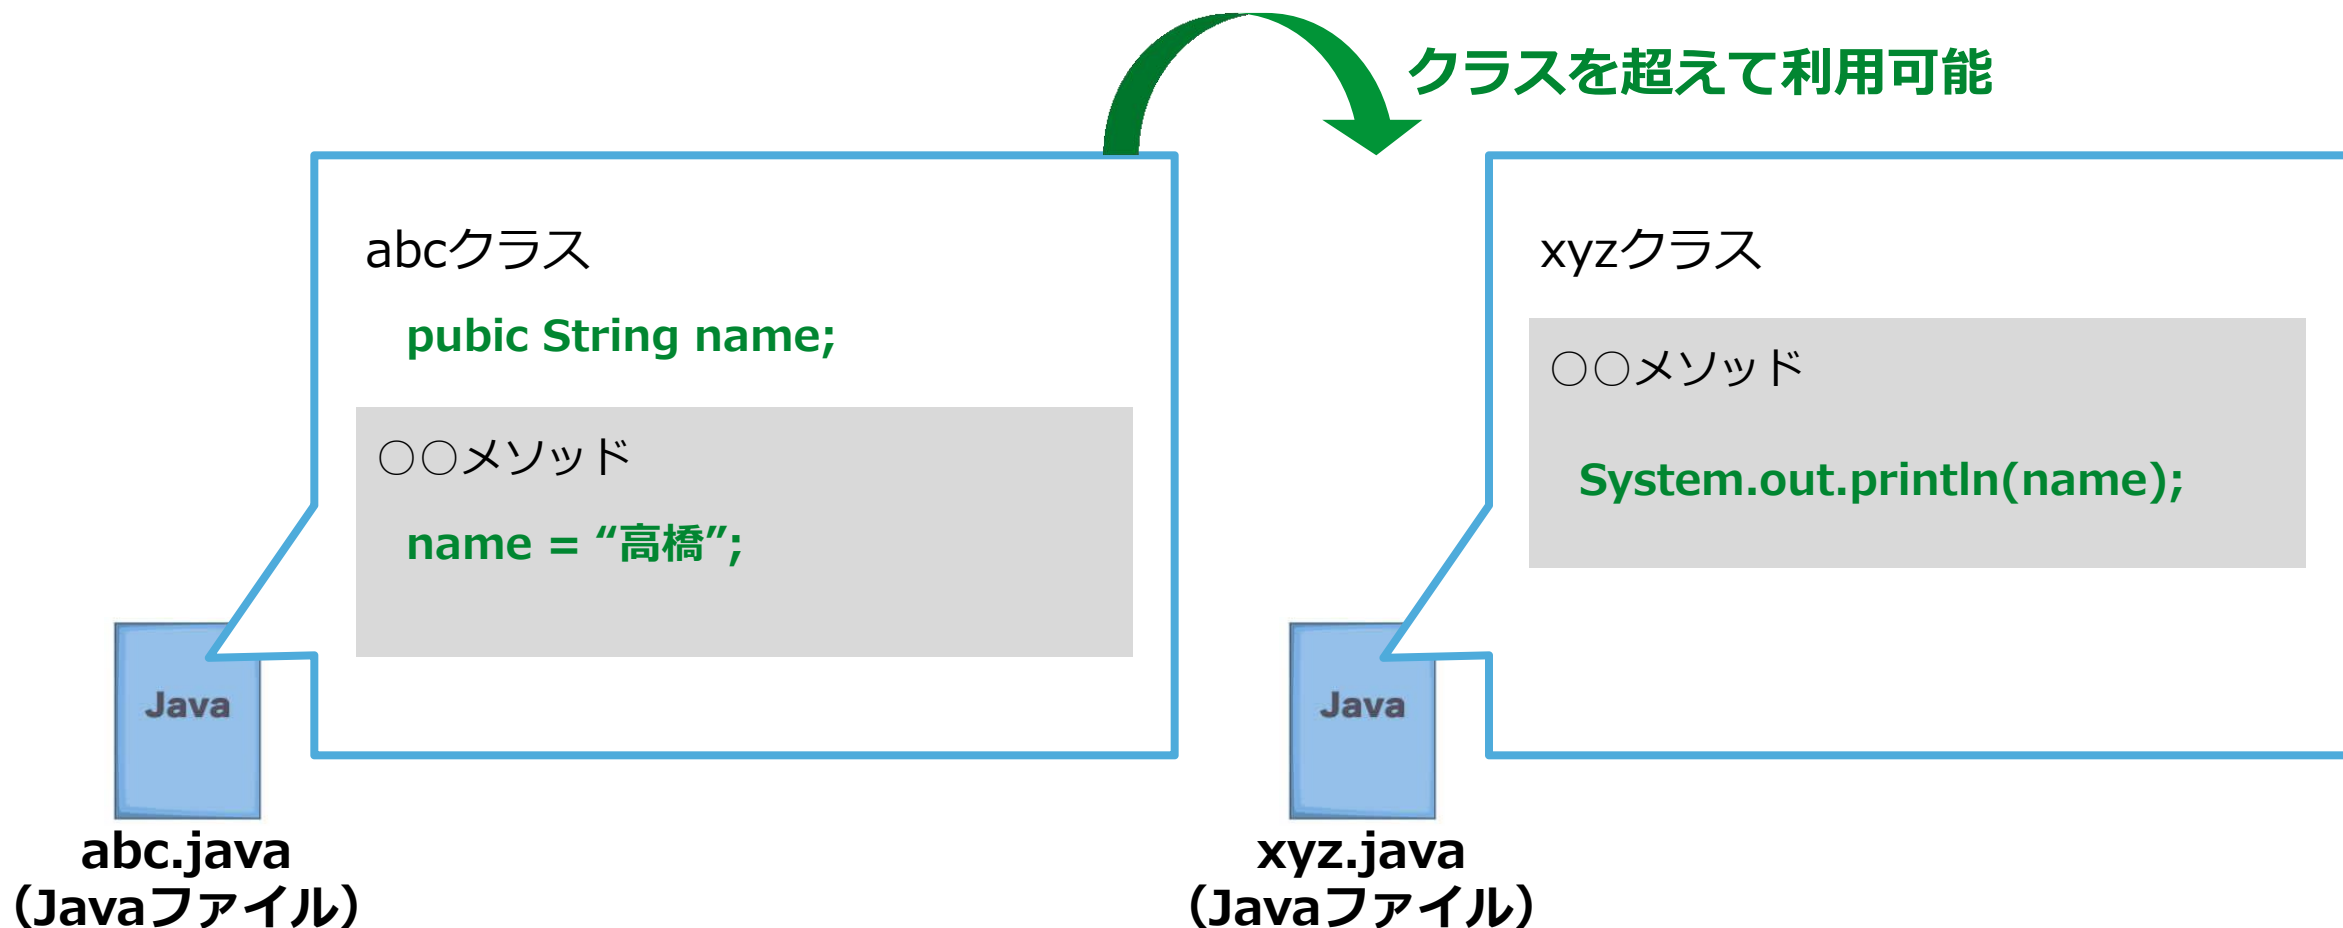 クラスを超えて利用可能
abcクラス
pubic String name;
○○メソッド
name = “高橋”;
Java
abc.java
（Javaファイル）
xyzクラス
○○メソッド
System.out.println(name);
Java
xyz.java
（Javaファイル）